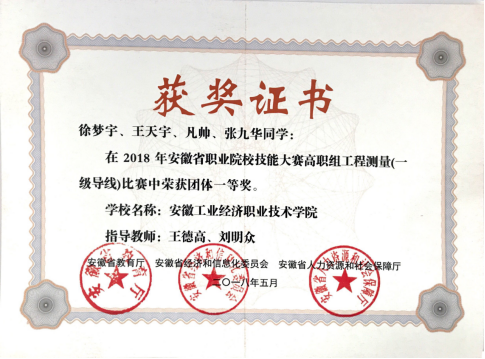 获奖证书
徐梦宇、王天宇、凡帅、张九华同学：
在 2018 年安徽省职业院校技能大赛高职组工程测量(一
级导线)比赛中荣获团体一等奖。
学校名称：安徽工业经济职业技术学院
指导教师：王德高、刘明众
安徽省教育厅 安徽省经济和信息化委员会 安徽省人力资源和社会保障厅
二〇一八年五月